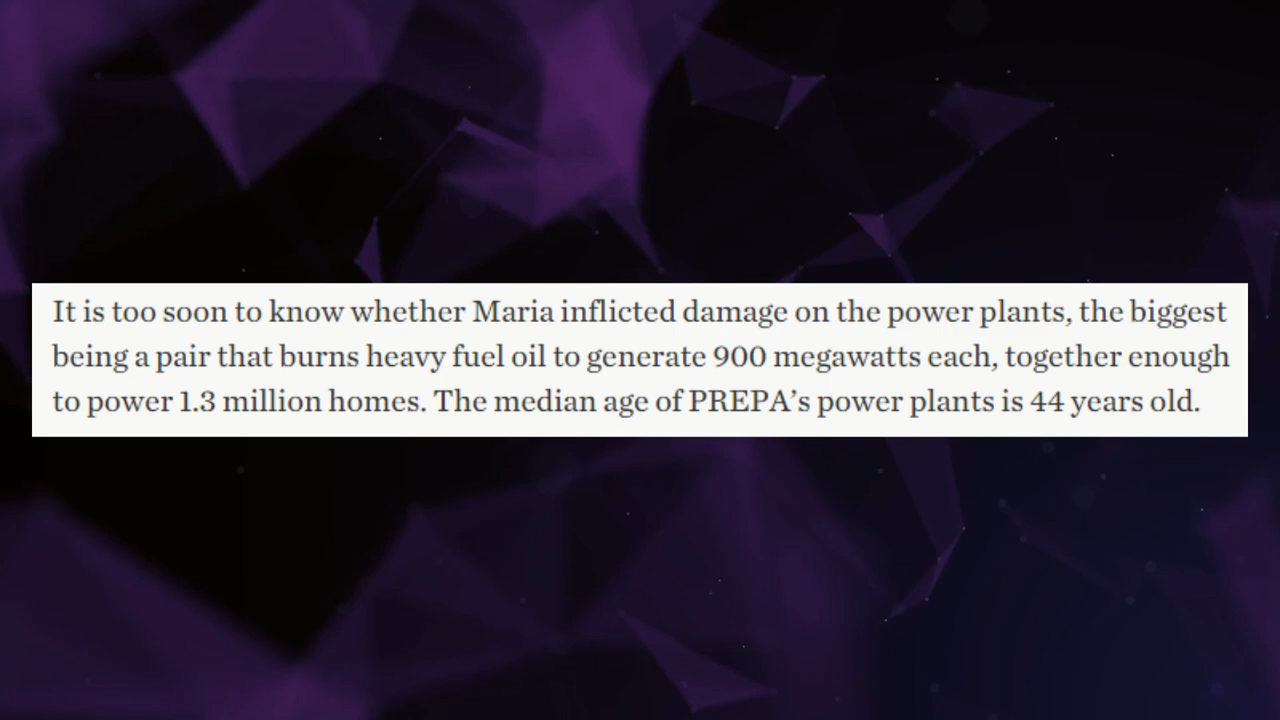 It is too soon to know whether Maria inflicted damage on the power plants, the biggest
being a pair that burns heavy fuel oil to generate 900 megawatts each, together enough
to power 1.3 million homes. The median age of PREPA’s power plants is 44 years old.